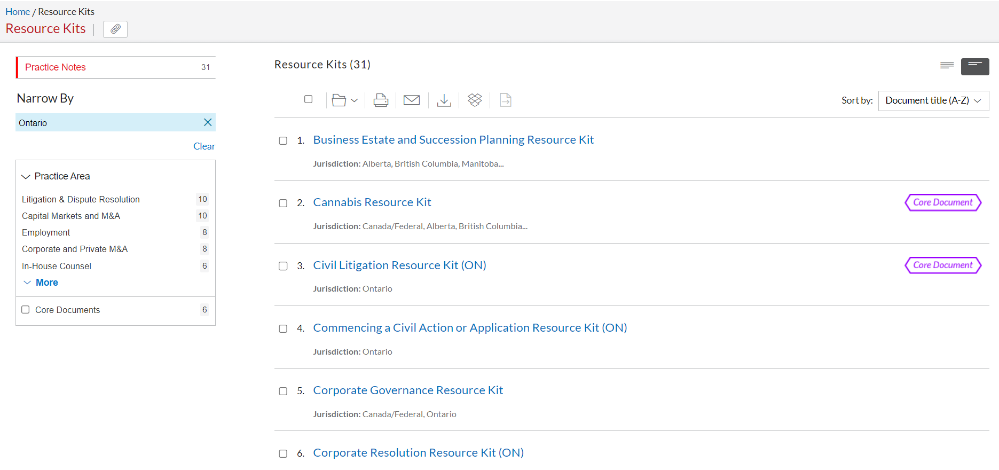 Home / Resource Kits
Resource Kits
Practice Notes 31
Narrow By
Ontario
Clear
Practice Area
Litigation & Dispute Resolution 10
Capital Markets and M&A 10
Employment 8
Corporate and Private M&A 8
In-House Counsel 6
More
Core Documents 6
Resource Kits (31)
Sort by: Document title (A-Z)
1. Business Estate and Succession Planning Resource Kit
Jurisdiction: Alberta, British Columbia, Manitoba...
2. Cannabis Resource Kit
Core Document
Jurisdiction: Canada/Federal, Alberta, British Columbia...
3. Civil Litigation Resource Kit (ON)
Core Document
Jurisdiction: Ontario
4. Commencing a Civil Action or Application Resource Kit (ON)
Jurisdiction: Ontario
5. Corporate Governance Resource Kit
Jurisdiction: Canada/Federal, Ontario
6. Corporate Resolution Resource Kit (ON)